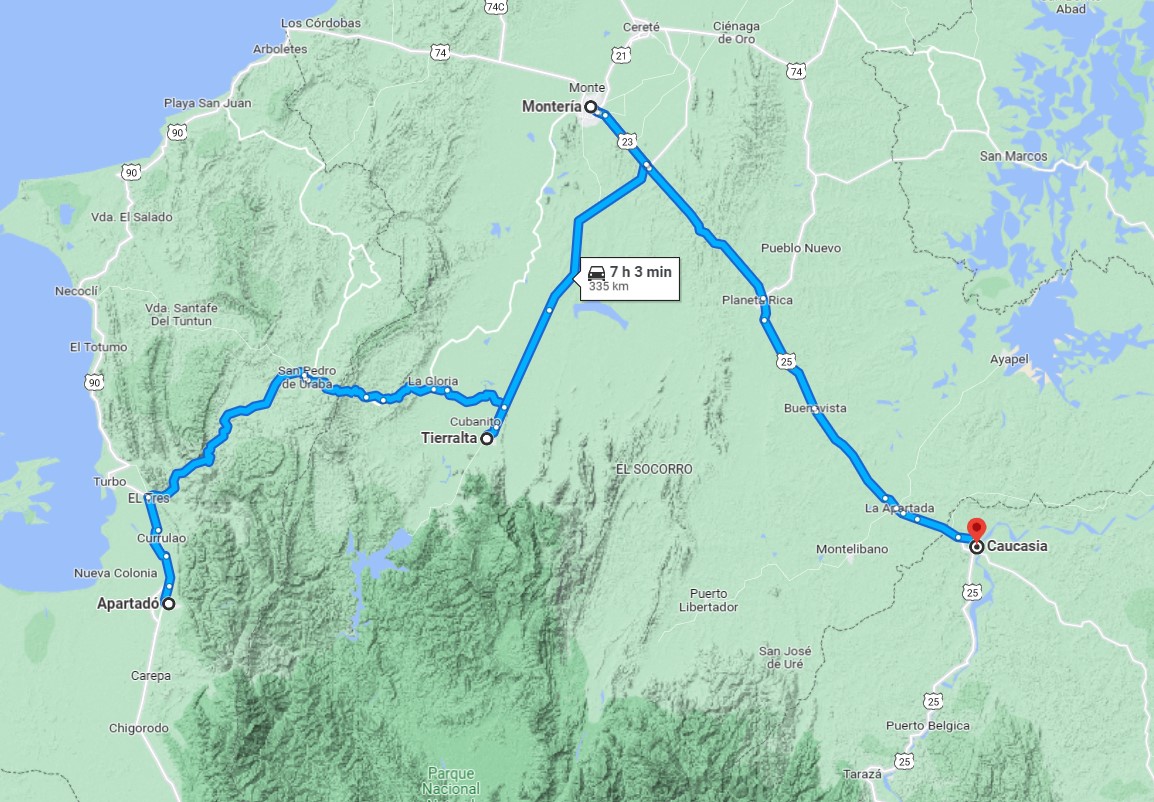 Abad
74C
Los Córdobas
Cereté
Ciénaga
de Oro
Arboletes
74
21
74
Monte
Montería
Playa San Juan
90
23
San Marcos
90
Vda. El Salado
Pueblo Nuevo
7 h 3 min
335 km
Necoclí
Planeta Rica
Vda. Santafe
Del Tuntun
El Totumo
25
Ayapel
San Pedro
de Uraba
90
La Gloria
Buenavista
Cubanito
Tierralta
EL SOCORRO
Turbo
EL Tres
La Apartada
Currulao
Caucasia
Montelibano
Nueva Colonia
Apartadó
Puerto
Libertador
25
San José
de Uré
Carepa
25
Chigorodo
Puerto Belgica
25
Tarazá
Parque
Nacional